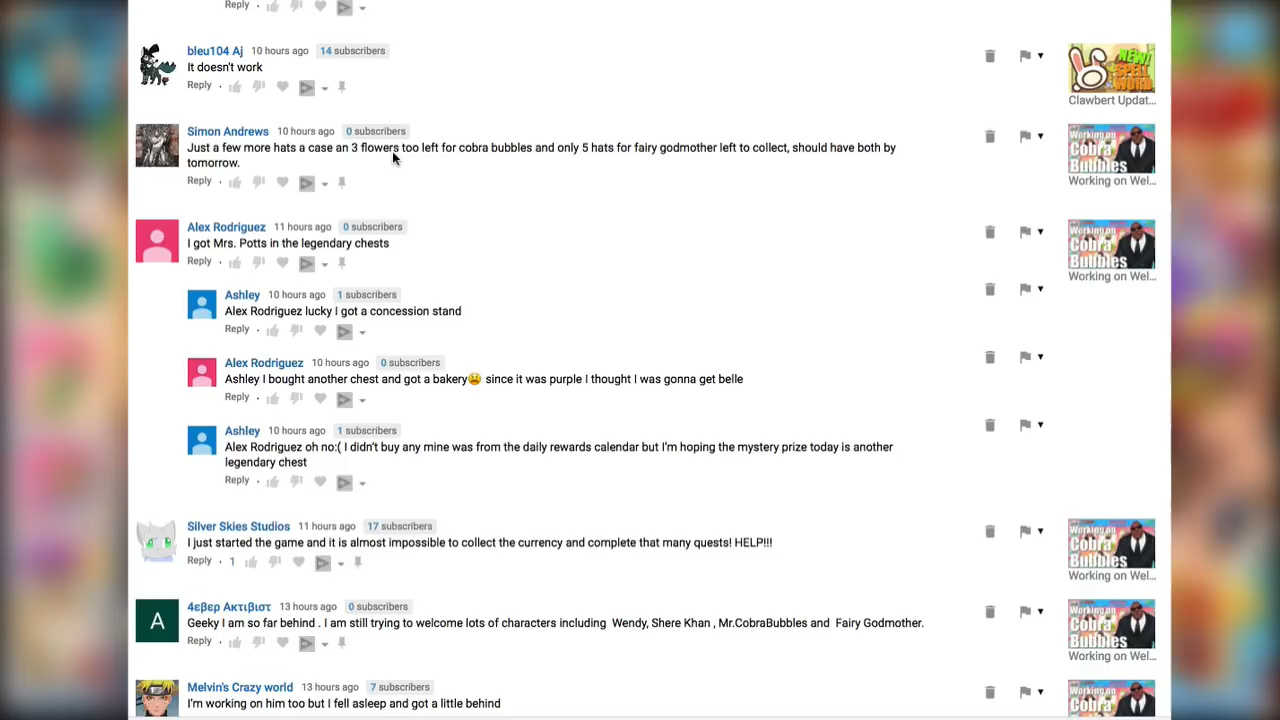 Reply ·
bleu104 Aj 10 hours ago 14 subscribers
It doesn't work
Reply ·
NEW! SPELL WORD
Clawbert Updat...
Simon Andrews 10 hours ago 0 subscribers
Just a few more hats a case an 3 flowers too left for cobra bubbles and only 5 hats for fairy godmother left to collect, should have both by
tomorrow.
Reply ·
Working on
Cobra
Bubbles
Working on Wel...
Alex Rodriguez 11 hours ago 0 subscribers
I got Mrs. Potts in the legendary chests
Reply ·
Working on
Cobra
Bubbles
Working on Wel...
Ashley 10 hours ago 1 subscribers
Alex Rodriguez lucky I got a concession stand
Reply ·
Alex Rodriguez 10 hours ago 0 subscribers
Ashley I bought another chest and got a bakery😫 since it was purple I thought I was gonna get belle
Reply ·
Ashley 10 hours ago 1 subscribers
Alex Rodriguez oh no:( I didn't buy any mine was from the daily rewards calendar but I'm hoping the mystery prize today is another
legendary chest
Reply ·
Silver Skies Studios 11 hours ago 17 subscribers
I just started the game and it is almost impossible to collect the currency and complete that many quests! HELP!!!
Reply · 1
Working on
Cobra
Bubbles
Working on Wel...
A
4εβερ Ακτιβιστ 13 hours ago 0 subscribers
Geeky I am so far behind . I am still trying to welcome lots of characters including Wendy, Shere Khan , Mr.CobraBubbles and Fairy Godmother.
Reply ·
Working on
Cobra
Bubbles
Working on Wel...
Melvin's Crazy world 13 hours ago 7 subscribers
I'm working on him too but I fell asleep and got a little behind
Working on
Cobra